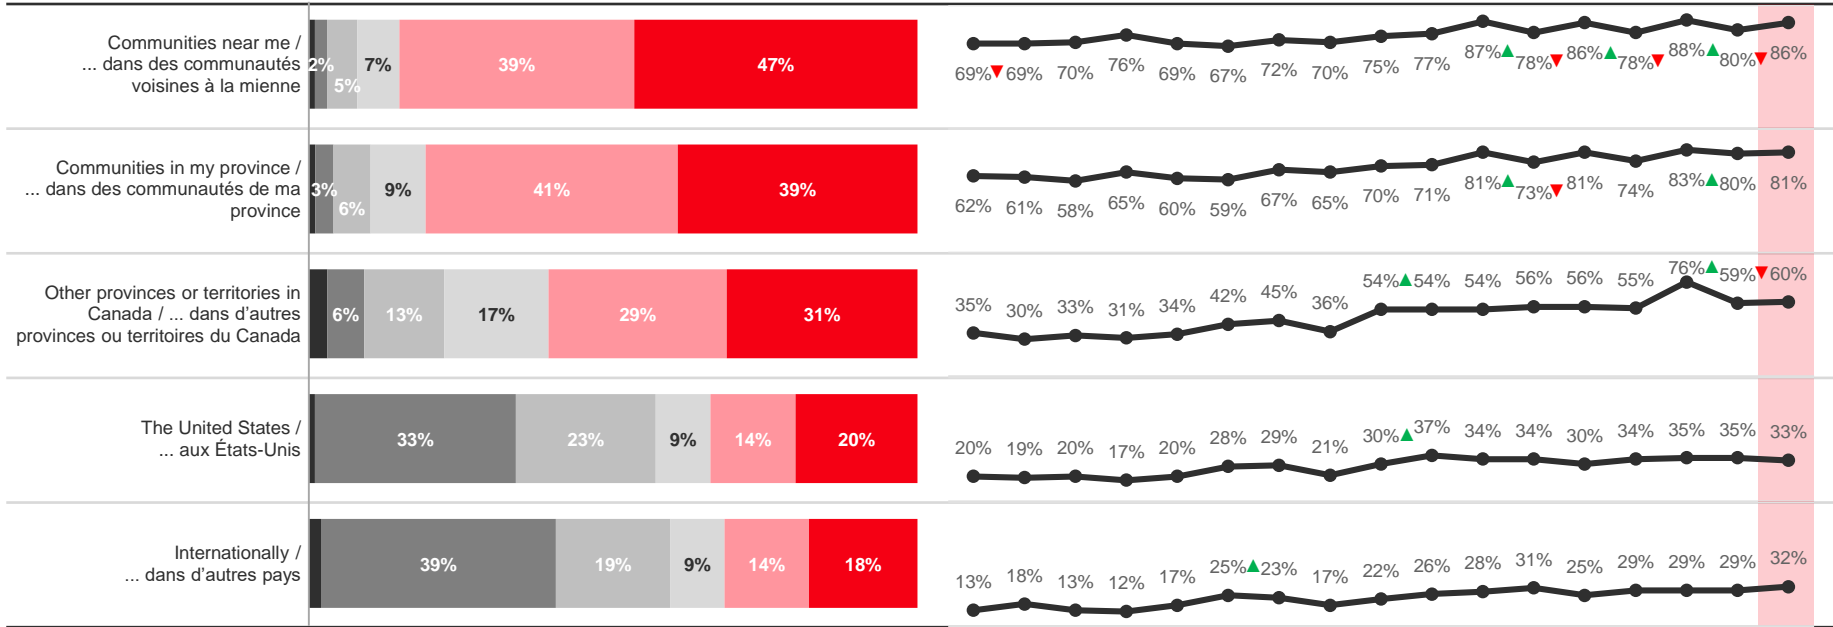 Communities near me /
... dans des communautés
voisines à la mienne
2% 5% 7% 39% 47%
69% 69% 70% 76% 69% 67% 72% 70% 75% 77% 87% 78% 86% 78% 88% 80% 86%
Communities in my province /
... dans des communautés de ma
province
3% 6% 9% 41% 39%
62% 61% 58% 65% 60% 59% 67% 65% 70% 71% 81% 73% 81% 74% 83% 80% 81%
Other provinces or territories in
Canada / ... dans d'autres
provinces ou territoires du Canada
6% 13% 17% 29% 31%
35% 30% 33% 31% 34% 42% 45% 36% 54% 54% 54% 56% 56% 55% 76% 59% 60%
The United States /
... aux États-Unis
33% 23% 9% 14% 20%
20% 19% 20% 17% 20% 28% 29% 21% 30% 37% 34% 34% 30% 34% 35% 35% 33%
Internationally /
... dans d'autres pays
39% 19% 9% 14% 18%
13% 18% 13% 12% 17% 25% 23% 17% 22% 26% 28% 31% 25% 29% 29% 29% 32%